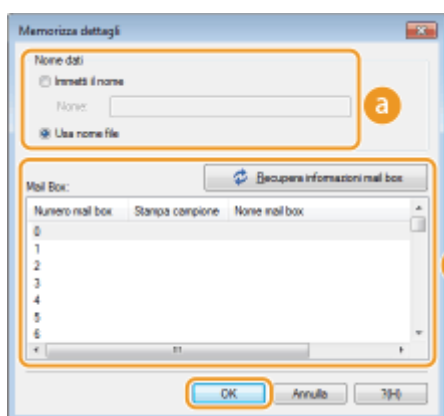 Memorizza dettagli
Nome dati
Immetti il nome
Nome:
a
Usa nome file
Recupera informazioni mail box
Mail Box:
Numero mail box Stampa campione Nome mail box
0
1
2
3
4
5
6
OK Annulla ?(H)